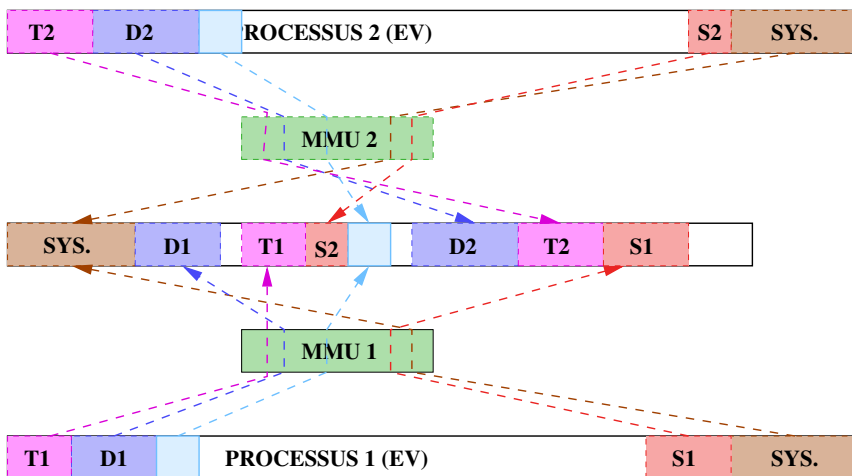 T2 D2 ROCESSUS 2 (EV) S2 SYS.
MMU 2
SYS. D1 T1 S2 D2 T2 S1
MMU 1
T1 D1 PROCESSUS 1 (EV) S1 SYS.